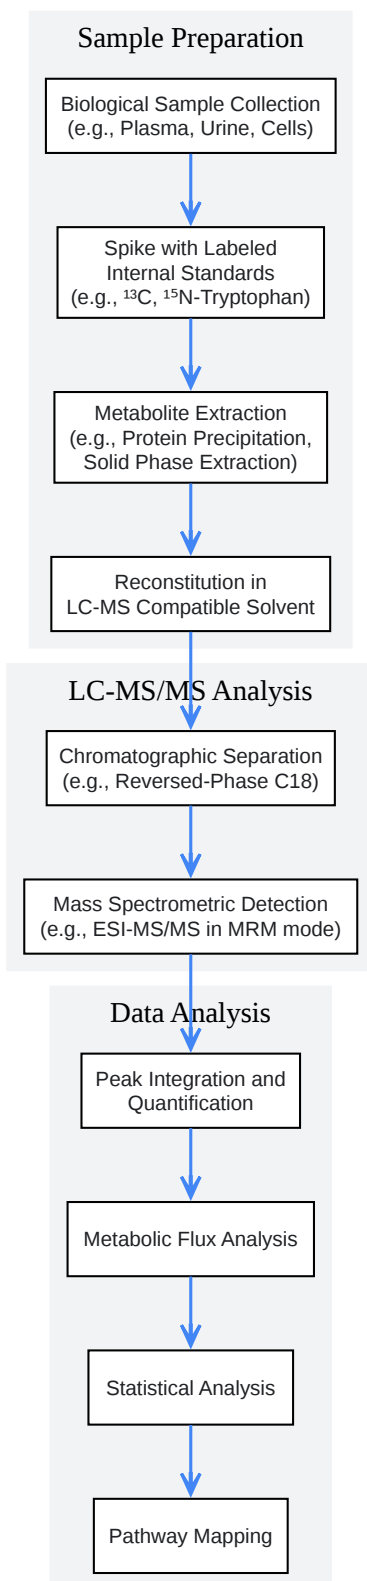 Sample Preparation
Biological Sample Collection
(e.g., Plasma, Urine, Cells)
Spike with Labeled
Internal Standards
(e.g., ¹³C, ¹⁵N-Tryptophan)
Metabolite Extraction
(e.g., Protein Precipitation,
Solid Phase Extraction)
Reconstitution in
LC-MS Compatible Solvent
LC-MS/MS Analysis
Chromatographic Separation
(e.g., Reversed-Phase C18)
Mass Spectrometric Detection
(e.g., ESI-MS/MS in MRM mode)
Data Analysis
Peak Integration and
Quantification
Metabolic Flux Analysis
Statistical Analysis
Pathway Mapping